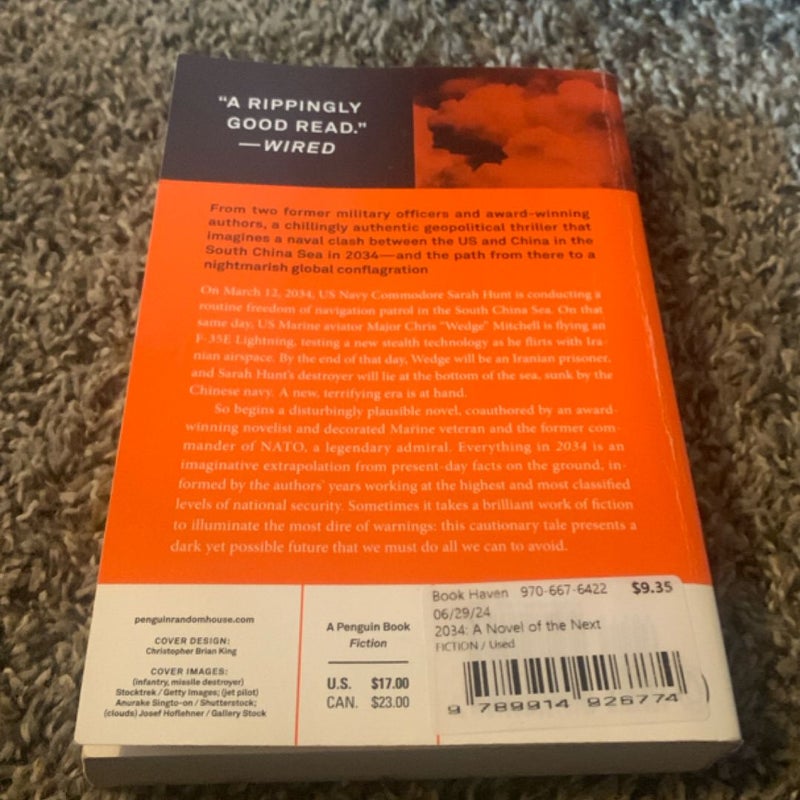 “A RIPPINGLY
GOOD READ.”
—WIRED
From two former military officers and award-winning
authors, a chillingly authentic geopolitical thriller that
imagines a naval clash between the US and China in the
South China Sea in 2034—and the path from there to a
nightmarish global conflagration
On March 12, 2034, US Navy Commodore Sarah Hunt is conducting a
routine freedom of navigation patrol in the South China Sea. On that
same day, US Marine aviator Major Chris “Wedge” Mitchell is flying an
F-35E Lightning, testing a new stealth technology as he flirts with Ira-
nian airspace. By the end of that day, Wedge will be an Iranian prisoner,
and Sarah Hunt’s destroyer will lie at the bottom of the sea, sunk by the
Chinese navy. A new, terrifying era is at hand.
So begins a disturbingly plausible novel, coauthored by an award-
winning novelist and decorated Marine veteran and the former com-
mander of NATO, a legendary admiral. Everything in 2034 is an
imaginative extrapolation from present-day facts on the ground, in-
formed by the authors’ years working at the highest and most classified
levels of national security. Sometimes it takes a brilliant work of fiction
to illuminate the most dire of warnings: this cautionary tale presents a
dark yet possible future that we must do all we can to avoid.
penguinrandomhouse.com
COVER DESIGN:
Christopher Brian King
COVER IMAGES:
(infantry, missile destroyer)
Stocktrek / Getty Images; (jet pilot)
Anurake Singto-on / Shutterstock;
(clouds) Josef Hoflehner / Gallery Stock
A Penguin Book
Fiction
U.S. $17.00
CAN. $23.00
Book Haven 970-667-6422 $9.35
06/29/24
2034: A Novel of the Next
FICTION / Used
9 789914 926774